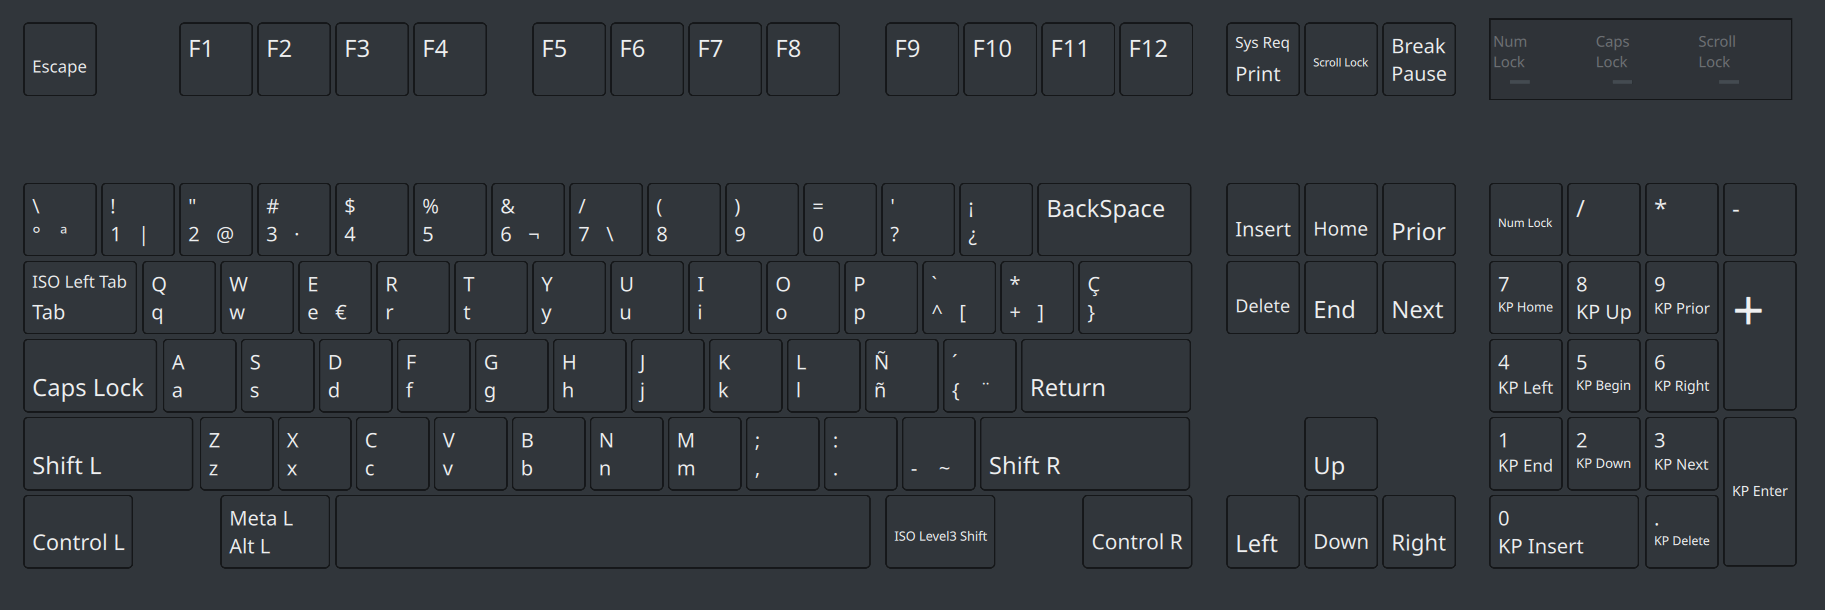 Escape F1 F2 F3 F4 F5 F6 F7 F8 F9 F10 F11 F12
Sys Req
Print
Scroll Lock
Break
Pause
Num
Lock
Caps
Lock
Scroll
Lock
\ ! " # $ % & / ( ) = ' ¡ BackSpace
° ª 1 | 2 @ 3 · 4 5 6 ¬ 7 \ 8 9 0 ? ¿
Insert Home Prior
Num Lock / * -
ISO Left Tab Q W E R T Y U I O P ` * Ç
Tab q w e € r t y u i o p ^ [ + ] }
Delete End Next
7 8 9 +
KP Home KP Up KP Prior
A S D F G H J K L Ñ ´
Caps Lock a s d f g h j k l ñ { ¨ Return
4 5 6
KP Left KP Begin KP Right
Z X C V B N M ; :
Shift L z x c v b n m , . - ~ Shift R
Up
1 2 3
KP End KP Down KP Next
KP Enter
Control L
Meta L
Alt L
ISO Level3 Shift
Control R
Left Down Right
0 .
KP Insert KP Delete